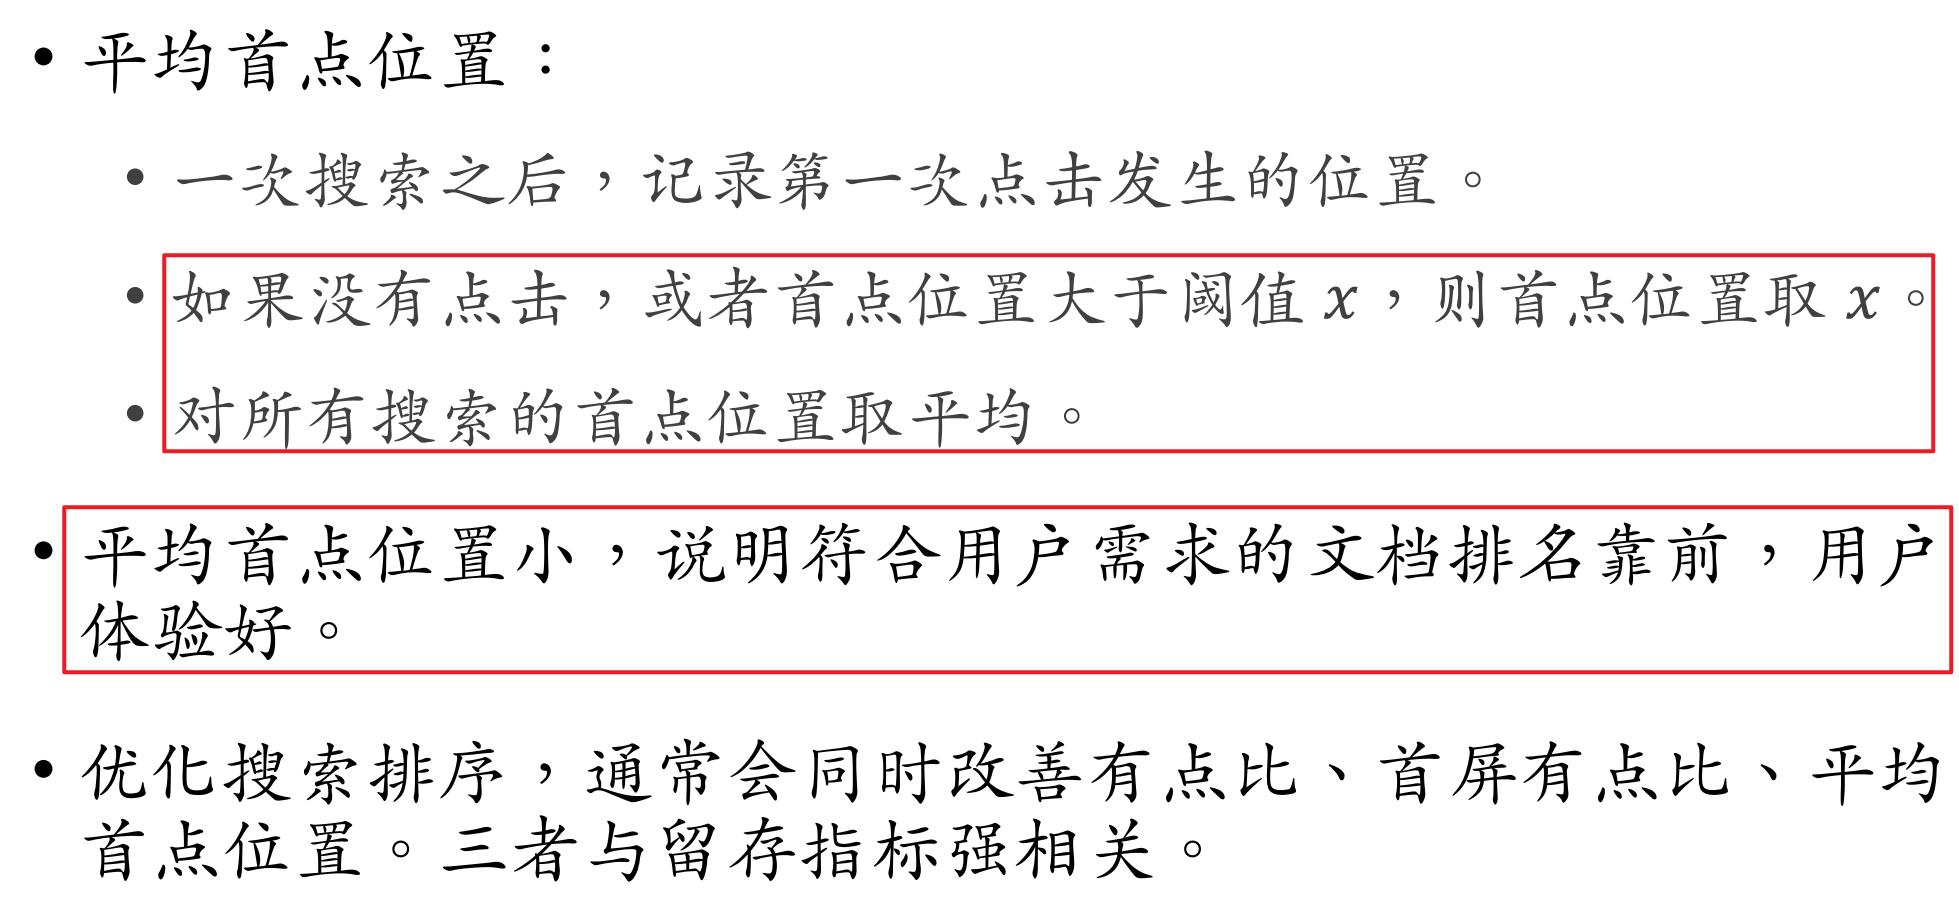 • 平均首点位置：
• 一次搜索之后，记录第一次点击发生的位置。
• 如果没有点击，或者首点位置大于阈值 x，则首点位置取 x。
• 对所有搜索的首点位置取平均。
• 平均首点位置小，说明符合用户需求的文档排名靠前，用户
体验好。
• 优化搜索排序，通常会同时改善有点比、首屏有点比、平均
首点位置。三者与留存指标强相关。